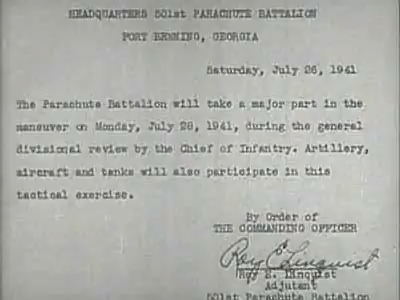 HEADQUARTERS 501st PARACHUTE BATTALION
FORT BENNING, GEORGIA
Saturday, July 26, 1941
The Parachute Battalion will take a major part in the
maneuver on Monday, July 28, 1941, during the general
divisional review by the Chief of Infantry. Artillery,
aircraft and tanks will also participate in this
tactical exercise.
By Order of
THE COMMANDING OFFICER
Roy E Linquist
Roy E. Linquist
Adjutant
501st Parachute Battalion